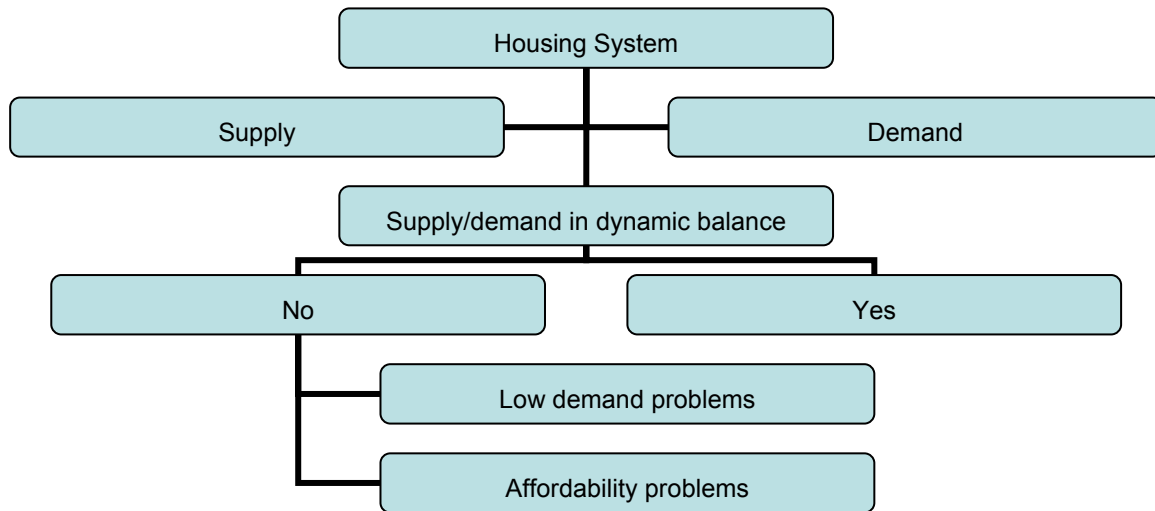 Housing System
Supply
Demand
Supply/demand in dynamic balance
No
Yes
Low demand problems
Affordability problems